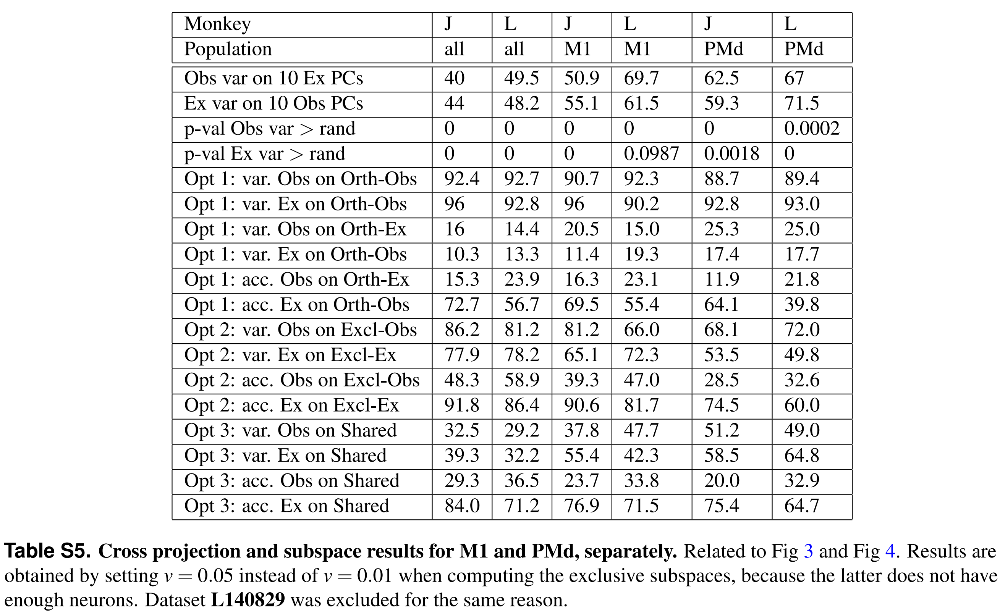 Monkey J L J L J L
Population all all M1 M1 PMd PMd
Obs var on 10 Ex PCs 40 49.5 50.9 69.7 62.5 67
Ex var on 10 Obs PCs 44 48.2 55.1 61.5 59.3 71.5
p-val Obs var > rand 0 0 0 0 0 0.0002
p-val Ex var > rand 0 0 0 0.0987 0.0018 0
Opt 1: var. Obs on Orth-Obs 92.4 92.7 90.7 92.3 88.7 89.4
Opt 1: var. Ex on Orth-Obs 96 92.8 96 90.2 92.8 93.0
Opt 1: var. Obs on Orth-Ex 16 14.4 20.5 15.0 25.3 25.0
Opt 1: var. Ex on Orth-Obs 10.3 13.3 11.4 19.3 17.4 17.7
Opt 1: acc. Obs on Orth-Ex 15.3 23.9 16.3 23.1 11.9 21.8
Opt 1: acc. Ex on Orth-Obs 72.7 56.7 69.5 55.4 64.1 39.8
Opt 2: var. Obs on Excl-Obs 86.2 81.2 81.2 66.0 68.1 72.0
Opt 2: var. Ex on Excl-Ex 77.9 78.2 65.1 72.3 53.5 49.8
Opt 2: acc. Obs on Excl-Obs 48.3 58.9 39.3 47.0 28.5 32.6
Opt 2: acc. Ex on Excl-Ex 91.8 86.4 90.6 81.7 74.5 60.0
Opt 3: var. Obs on Shared 32.5 29.2 37.8 47.7 51.2 49.0
Opt 3: var. Ex on Shared 39.3 32.2 55.4 42.3 58.5 64.8
Opt 3: acc. Obs on Shared 29.3 36.5 23.7 33.8 20.0 32.9
Opt 3: acc. Ex on Shared 84.0 71.2 76.9 71.5 75.4 64.7
Table S5. Cross projection and subspace results for M1 and PMd, separately. Related to Fig 3 and Fig 4. Results are
obtained by setting v = 0.05 instead of v = 0.01 when computing the exclusive subspaces, because the latter does not have
enough neurons. Dataset L140829 was excluded for the same reason.